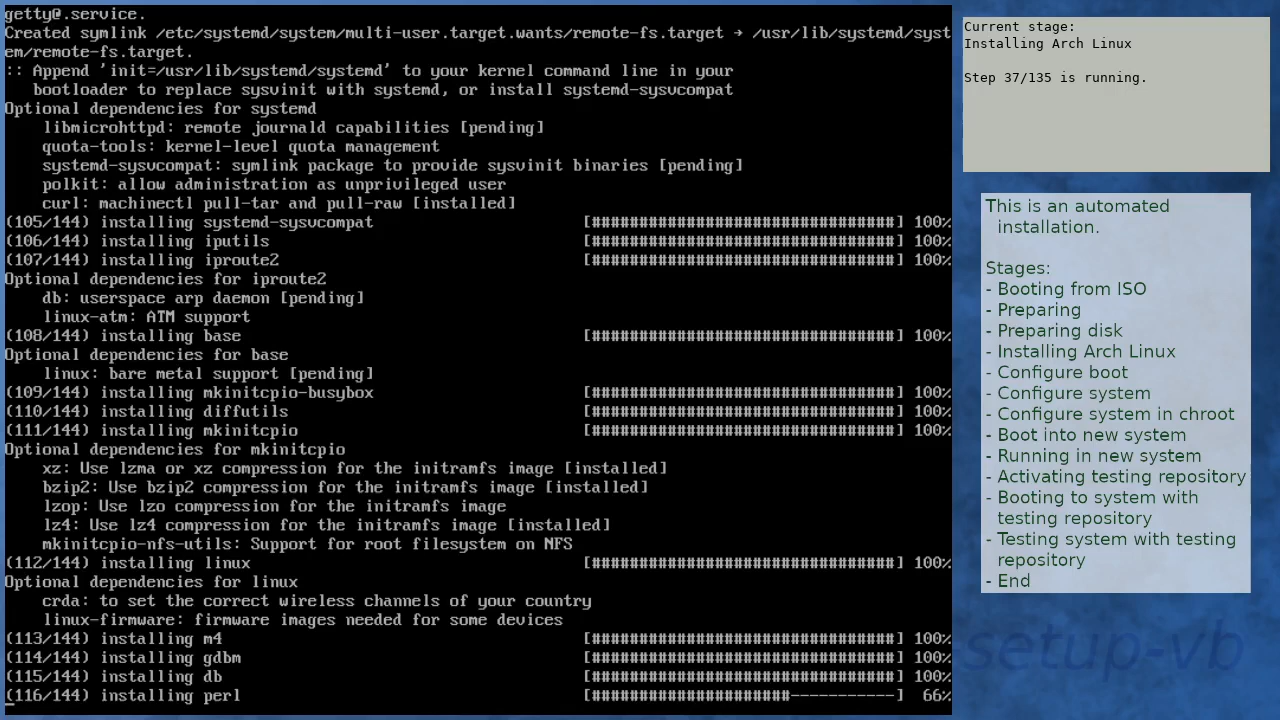 getty@.service.
Created symlink /etc/systemd/system/multi-user.target.wants/remote-fs.target → /usr/lib/systemd/syst
em/remote-fs.target.
:: Append 'init=/usr/lib/systemd/systemd' to your kernel command line in your
   bootloader to replace sysvinit with systemd, or install systemd-sysvcompat
Optional dependencies for systemd
    libmicrohttpd: remote journald capabilities [pending]
    quota-tools: kernel-level quota management
    systemd-sysvcompat: symlink package to provide sysvinit binaries [pending]
    polkit: allow administration as unprivileged user
    curl: machinectl pull-tar and pull-raw [installed]
(105/144) installing systemd-sysvcompat                      [################################] 100%
(106/144) installing iputils                                 [################################] 100%
(107/144) installing iproute2                                [################################] 100%
Optional dependencies for iproute2
    db: userspace arp daemon [pending]
    linux-atm: ATM support
(108/144) installing base                                    [################################] 100%
Optional dependencies for base
    linux: bare metal support [pending]
(109/144) installing mkinitcpio-busybox                      [################################] 100%
(110/144) installing diffutils                               [################################] 100%
(111/144) installing mkinitcpio                              [################################] 100%
Optional dependencies for mkinitcpio
    xz: Use lzma or xz compression for the initramfs image [installed]
    bzip2: Use bzip2 compression for the initramfs image [installed]
    lzop: Use lzo compression for the initramfs image
    lz4: Use lz4 compression for the initramfs image [installed]
    mkinitcpio-nfs-utils: Support for root filesystem on NFS
(112/144) installing linux                                   [################################] 100%
Optional dependencies for linux
    crda: to set the correct wireless channels of your country
    linux-firmware: firmware images needed for some devices
(113/144) installing m4                                      [################################] 100%
(114/144) installing gdbm                                    [################################] 100%
(115/144) installing db                                      [################################] 100%
(116/144) installing perl                                    [#####################-----------]  66%
Current stage:
Installing Arch Linux
Step 37/135 is running.
This is an automated
installation.
Stages:
- Booting from ISO
- Preparing
- Preparing disk
- Installing Arch Linux
- Configure boot
- Configure system
- Configure system in chroot
- Boot into new system
- Running in new system
- Activating testing repository
- Booting to system with
testing repository
- Testing system with testing
repository
- End
setup-vb